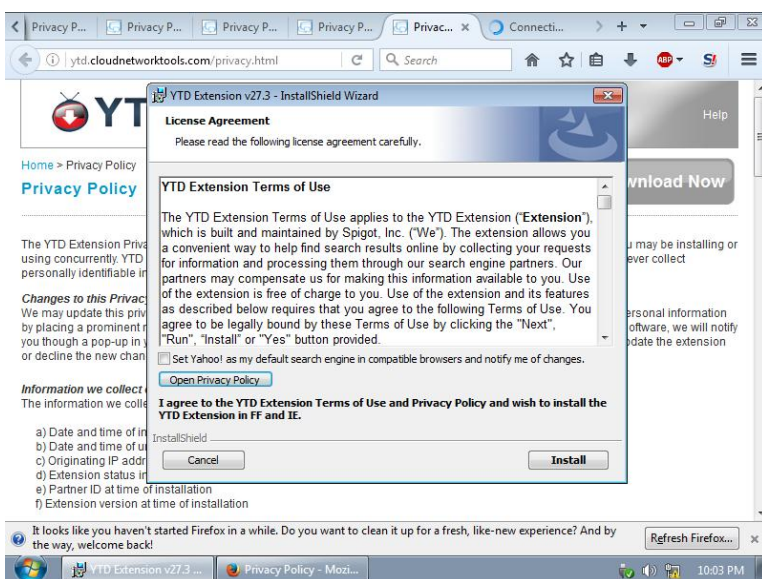 Privacy P...
Privacy P...
Privacy P...
Privacy P...
Privac...
Connecti...
ytd.cloudnetworktools.com/privacy.html
Search
ABP
S!
YT
Help
Home > Privacy Policy
Privacy Policy
wnload Now
The YTD Extension Priva
u may be installing or
using concurrently. YTD
ever collect
personally identifiable in
Changes to this Privac
We may update this priv
ersonal information
by placing a prominent n
oftware, we will notify
you though a pop-up in y
pdate the extension
or decline the new chan
Information we collect
The information we colle
a) Date and time of in
b) Date and time of u
c) Originating IP addr
d) Extension status in
e) Partner ID at time of installation
f) Extension version at time of installation
YTD Extension v27.3 - InstallShield Wizard
License Agreement
Please read the following license agreement carefully.
YTD Extension Terms of Use
The YTD Extension Terms of Use applies to the YTD Extension (“Extension”),
which is built and maintained by Spigot, Inc. (“We”). The extension allows you
a convenient way to help find search results online by collecting your requests
for information and processing them through our search engine partners. Our
partners may compensate us for making this information available to you. Use
of the extension is free of charge to you. Use of the extension and its features
as described below requires that you agree to the following Terms of Use. You
agree to be legally bound by these Terms of Use by clicking the "Next",
"Run", “Install” or "Yes" button provided.
Set Yahoo! as my default search engine in compatible browsers and notify me of changes.
Open Privacy Policy
I agree to the YTD Extension Terms of Use and Privacy Policy and wish to install the
YTD Extension in FF and IE.
InstallShield
Cancel
Install
It looks like you haven't started Firefox in a while. Do you want to clean it up for a fresh, like-new experience? And by
the way, welcome back!
Refresh Firefox...
YTD Extension v27.3 ...
Privacy Policy - Mozi...
10:03 PM